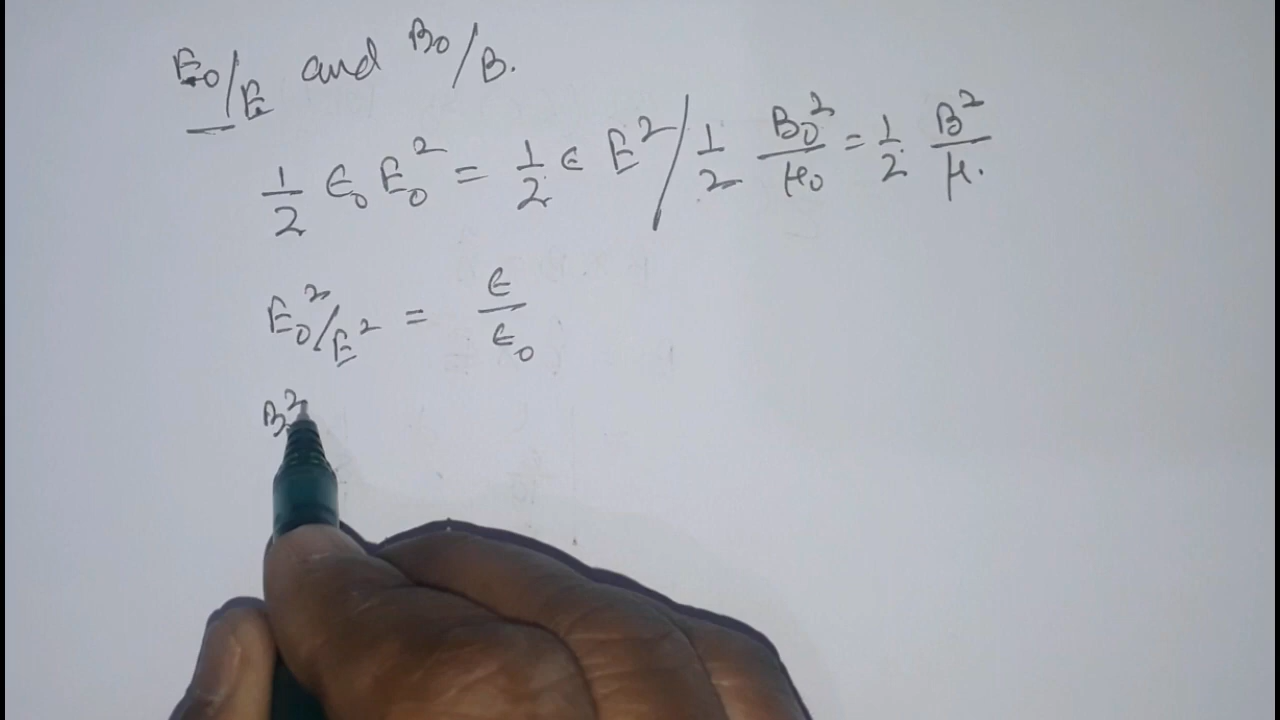 E₀/E and B₀/B.
1/2 ϵ₀ E₀² = 1/2 ϵ E² / 1/2 B₀²/μ₀ = 1/2 B²/μ.
E₀²/E² = ϵ/ϵ₀
B²